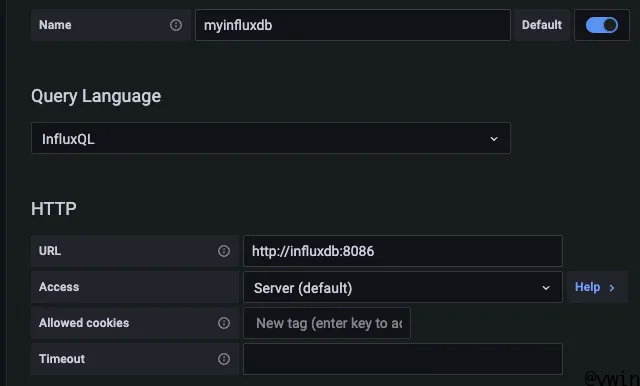 Name myinfluxdb Default
Query Language
InfluxQL
HTTP
URL http://influxdb:8086
Access Server (default) Help >
Allowed cookies New tag (enter key to ac
Timeout
@vwin